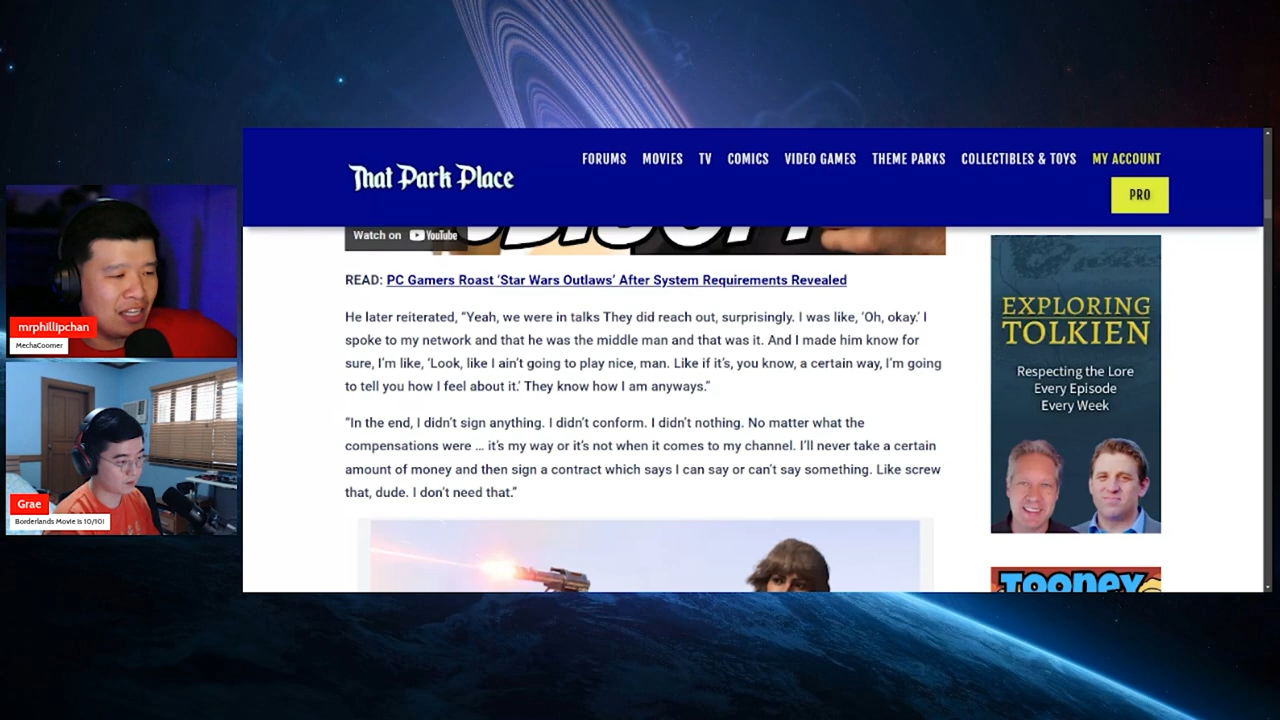 That Park Place
FORUMS MOVIES TV COMICS VIDEO GAMES THEME PARKS COLLECTIBLES & TOYS MY ACCOUNT
PRO
Watch on YouTube
READ: PC Gamers Roast ‘Star Wars Outlaws’ After System Requirements Revealed
He later reiterated, “Yeah, we were in talks They did reach out, surprisingly. I was like, ‘Oh, okay.’ I
spoke to my network and that he was the middle man and that was it. And I made him know for
sure, I’m like, ‘Look, like I ain’t going to play nice, man. Like if it’s, you know, a certain way, I’m going
to tell you how I feel about it.’ They know how I am anyways.”
“In the end, I didn’t sign anything. I didn’t conform. I didn’t nothing. No matter what the
compensations were … it’s my way or it’s not when it comes to my channel. I’ll never take a certain
amount of money and then sign a contract which says I can say or can’t say something. Like screw
that, dude. I don’t need that.”
EXPLORING
TOLKIEN
Respecting the Lore
Every Episode
Every Week
TOONEY
mrphillipchan
MechaCoomer
Grae
Borderlands Movie is 10/10!